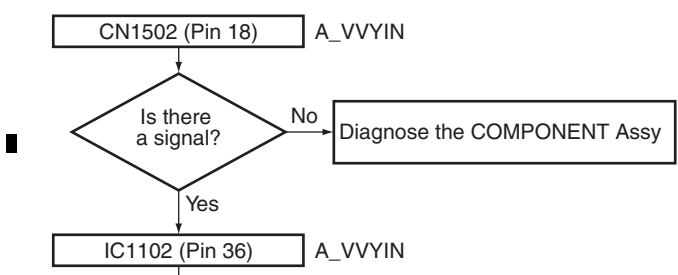 CN1502 (Pin 18) A_VVYIN
Is there
a signal?
No
Diagnose the COMPONENT Assy
Yes
IC1102 (Pin 36) A_VVYIN